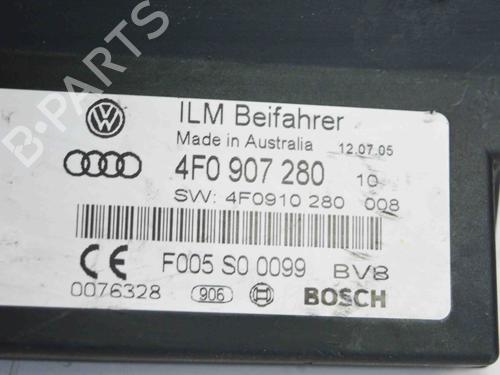 B-PARTS
ILM Beifahrer
Made in Australia 12.07.05
4F0 907 280 10
SW: 4F0910 280 008
F005 S0 0099 BVB
0076328 906 BOSCH